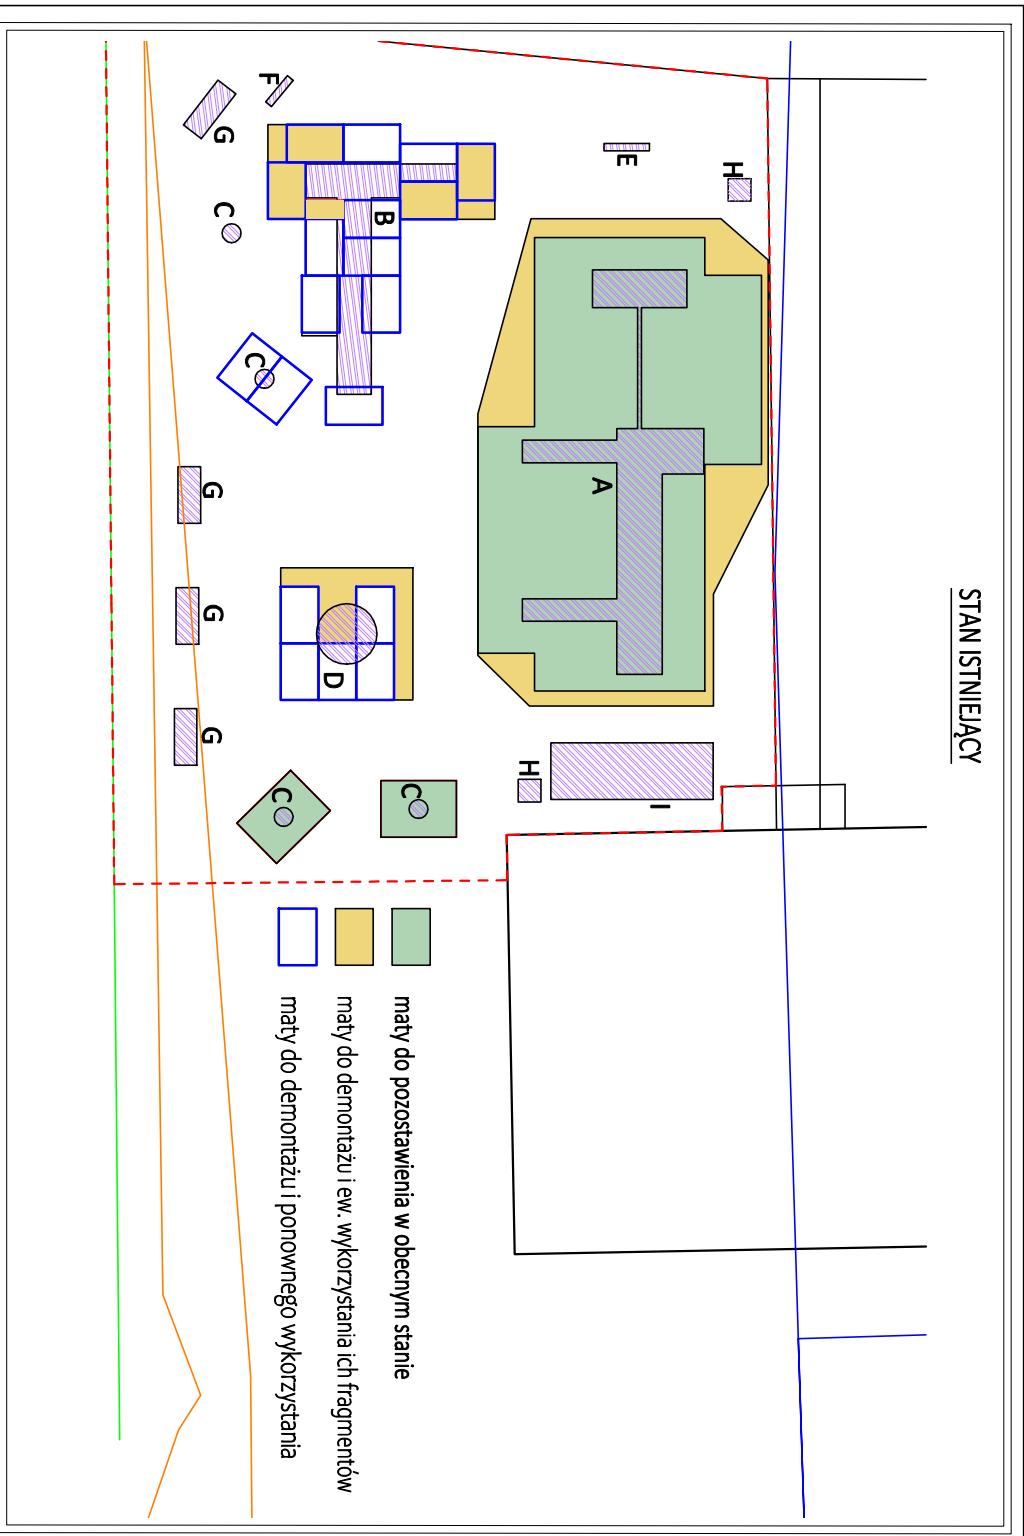 STAN ISTNIEJĄCY
H
E
F
G
B
C
A
C
G
G
D
G
H
I
C
C
maty do pozostawienia w obecnym stanie
maty do demontażu i ew. wykorzystania ich fragmentów
maty do demontażu i ponownego wykorzystania